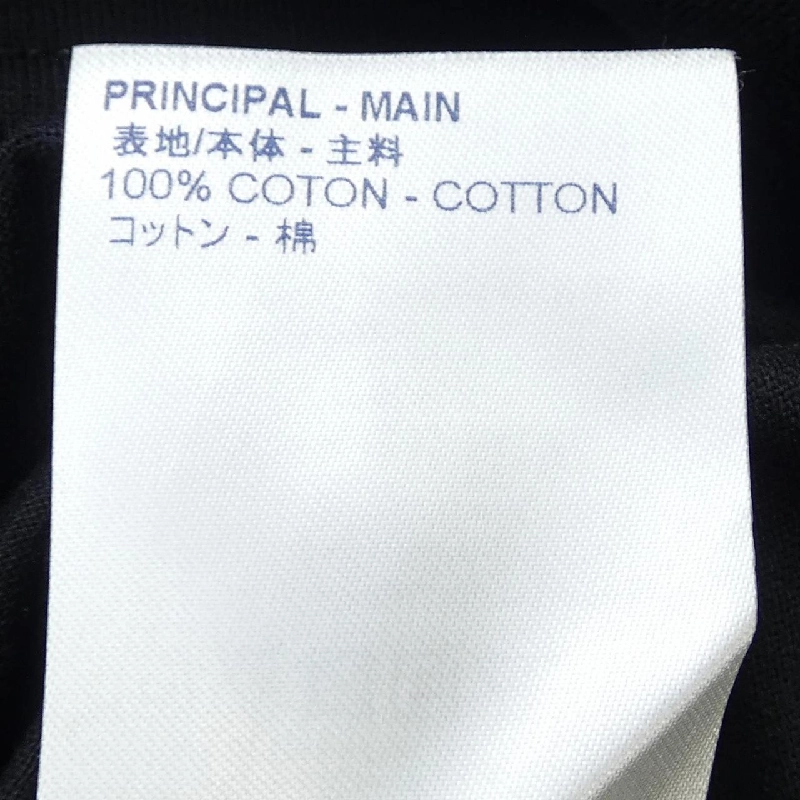 PRINCIPAL - MAIN
表地/本体 - 主料
100% COTON - COTTON
コットン - 棉